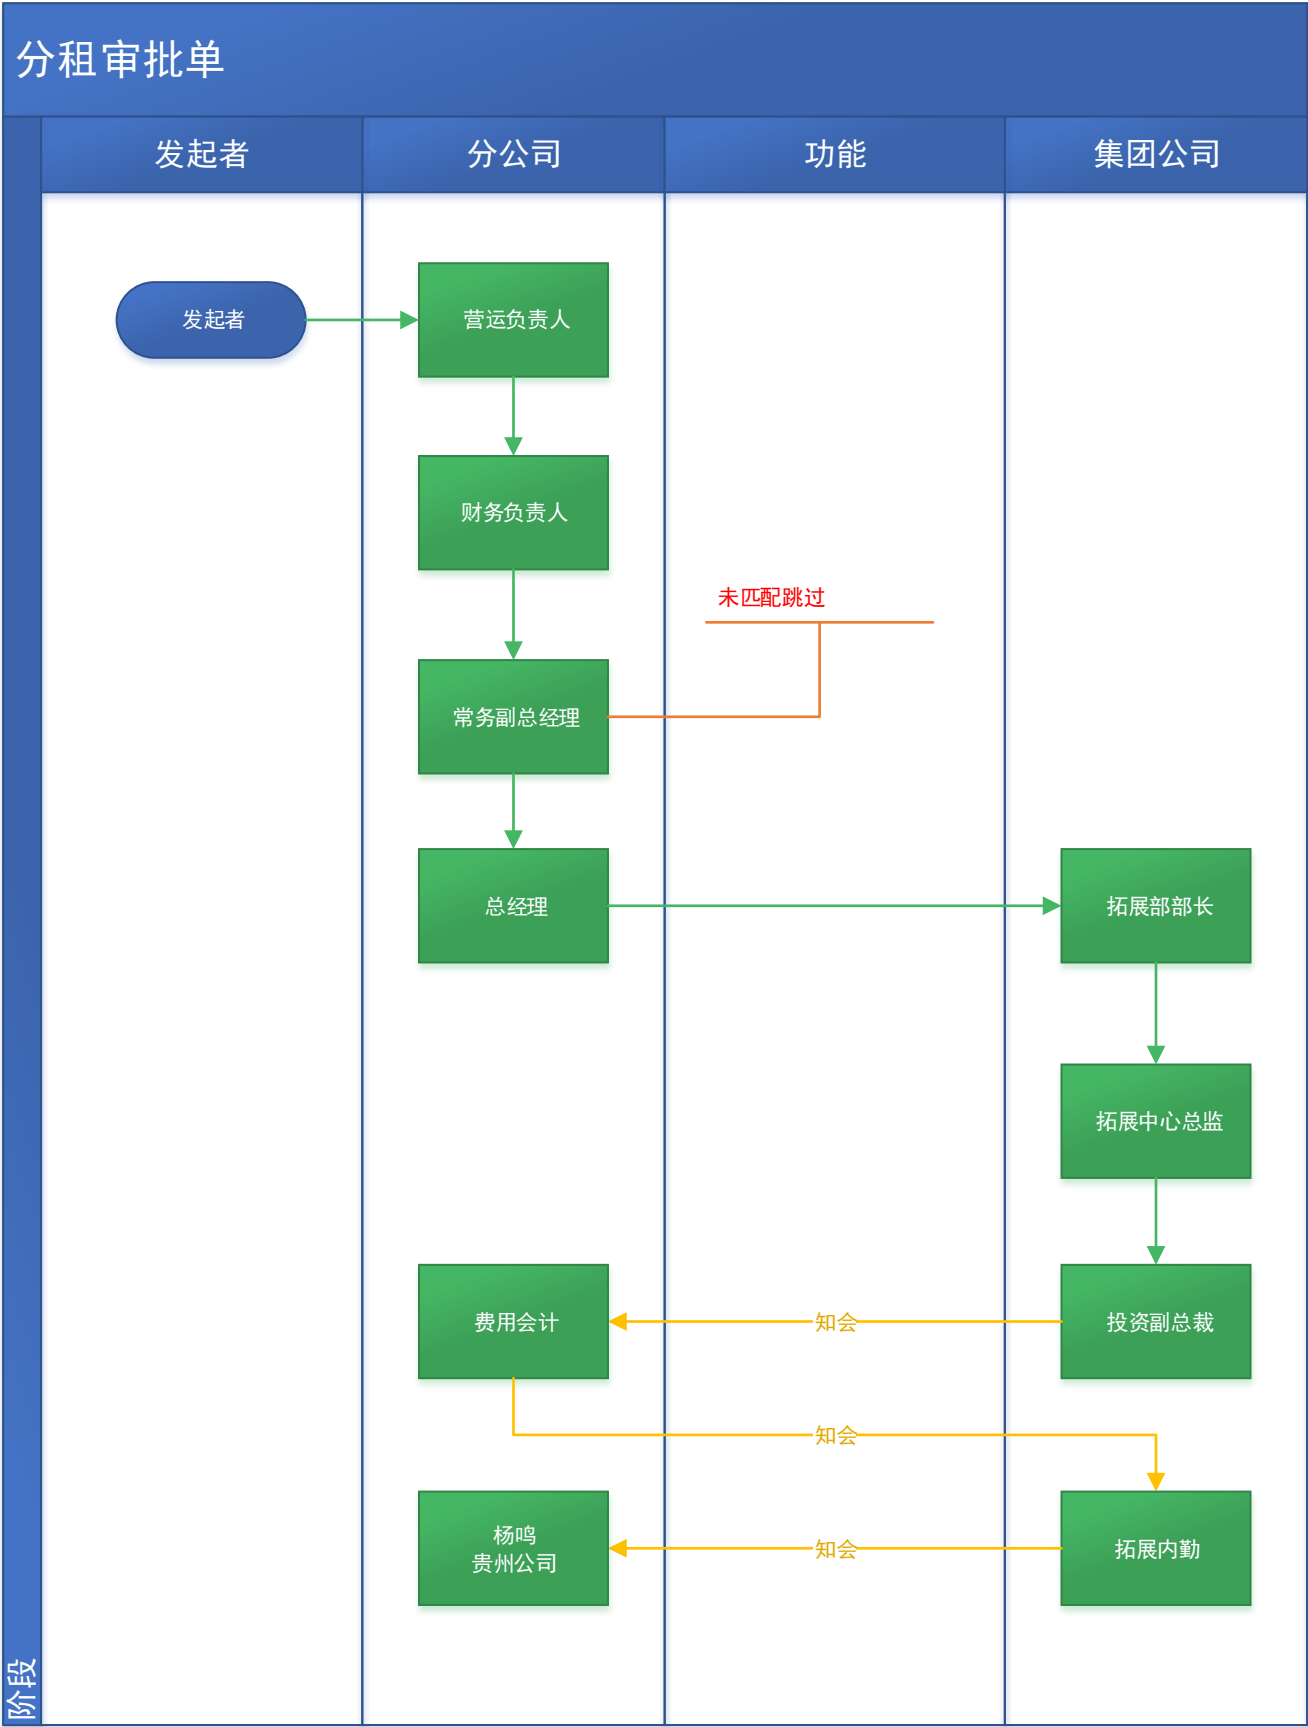 分租审批单
发起者
分公司
功能
集团公司
发起者
营运负责人
财务负责人
未匹配跳过
常务副总经理
总经理
拓展部部长
拓展中心总监
费用会计
知会
投资副总裁
知会
杨鸣
贵州公司
知会
拓展内勤
阶段